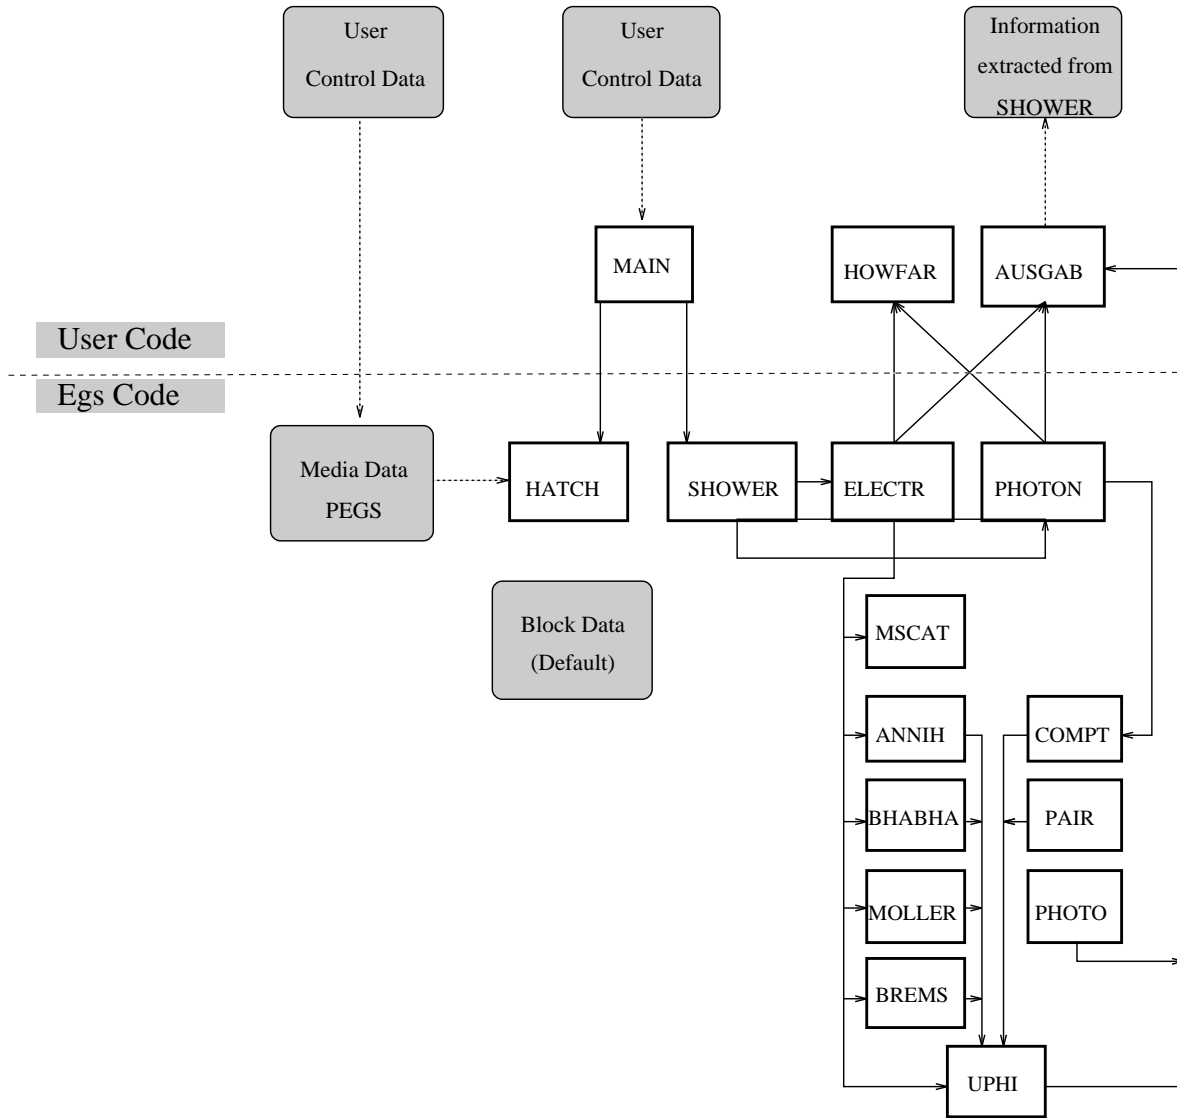 User
Control Data
User
Control Data
Information
extracted from
SHOWER
MAIN
HOWFAR
AUSGAB
User Code
Egs Code
Media Data
PEGS
HATCH
SHOWER
ELECTR
PHOTON
Block Data
(Default)
MSCAT
ANNIH
COMPT
BHABHA
PAIR
MOLLER
PHOTO
BREMS
UPHI